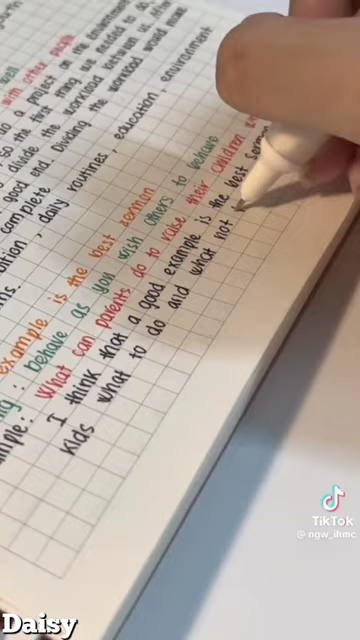 with other people
do a project on the environment
so the first thing we needed to do,
divide the workload between us. After
good end. Dividing the workload would make
complete
daily routines, education, environment
example is the best sermon
behave as you wish others to behave
What can parents do to raise their children
I think that a good example is the best
kids what to do and what not
TikTok
@ngw_ihmc
Daisy